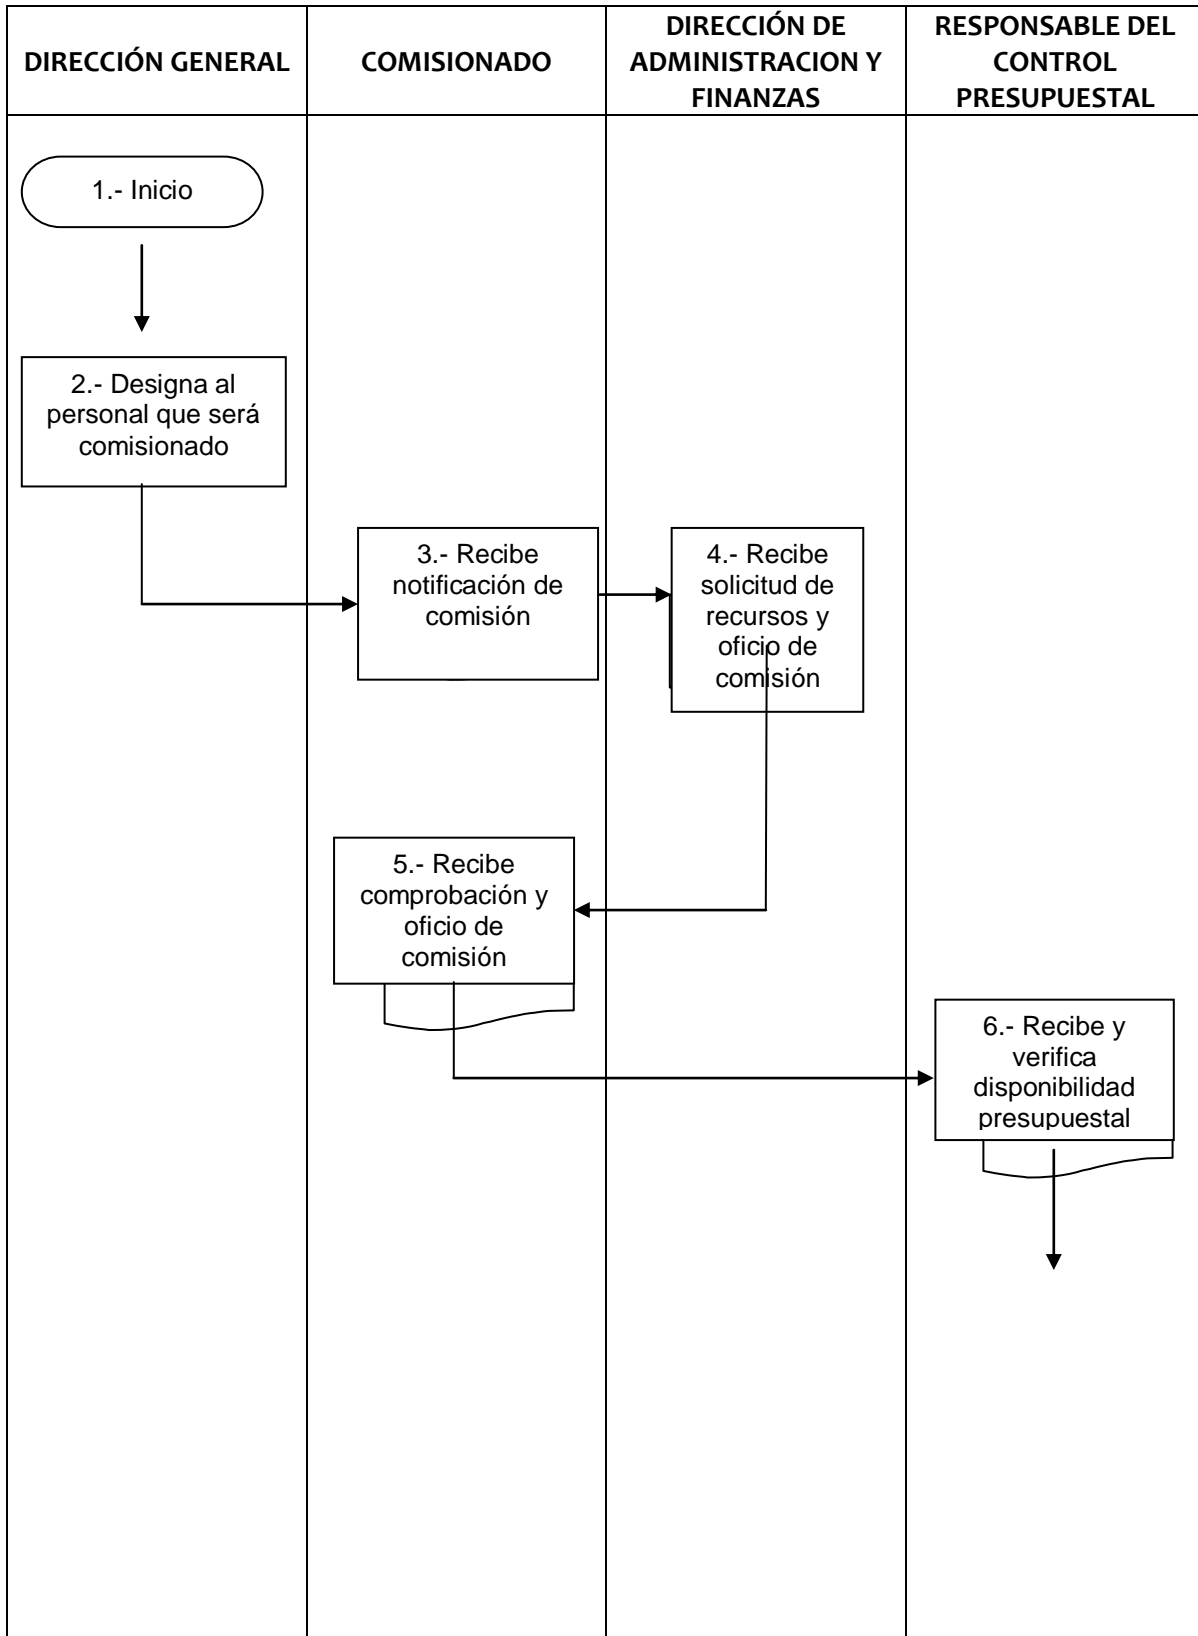 DIRECCIÓN GENERAL
COMISIONADO
DIRECCIÓN DE
ADMINISTRACION Y
FINANZAS
RESPONSABLE DEL
CONTROL
PRESUPUESTAL
1.- Inicio
2.- Designa al
personal que será
comisionado
3.- Recibe
notificación de
comisión
4.- Recibe
solicitud de
recursos y
oficio de
comisión
5.- Recibe
comprobación y
oficio de
comisión
6.- Recibe y
verifica
disponibilidad
presupuestal